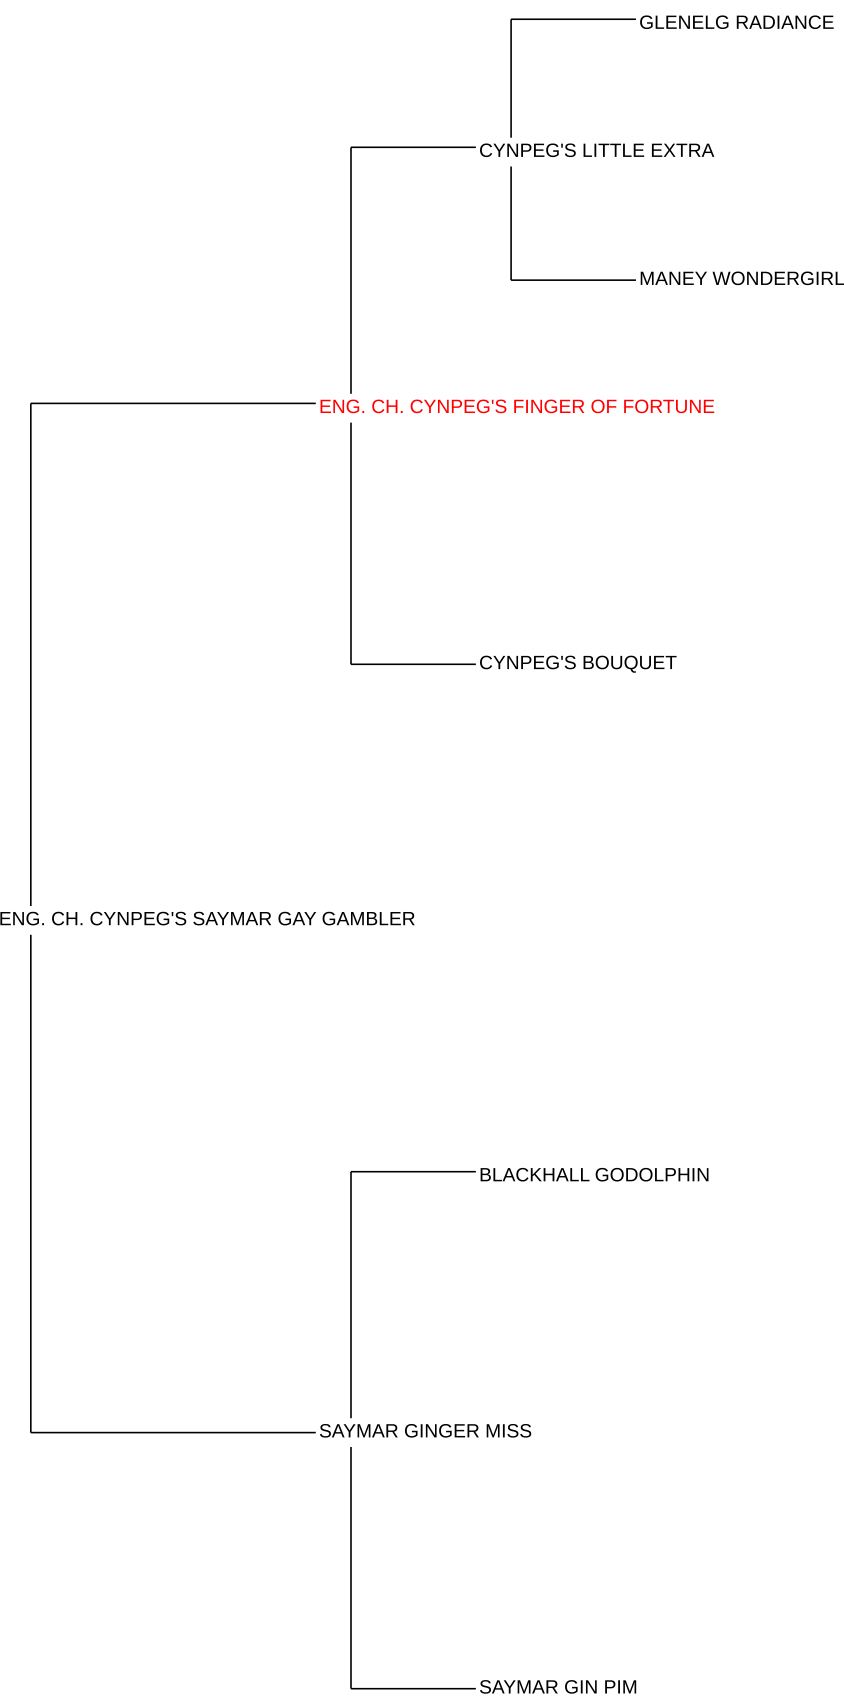 GLENELG RADIANCE
CYNPEG'S LITTLE EXTRA
MANEY WONDERGIRL
ENG. CH. CYNPEG'S FINGER OF FORTUNE
CYNPEG'S BOUQUET
ENG. CH. CYNPEG'S SAYMAR GAY GAMBLER
BLACKHALL GODOLPHIN
SAYMAR GINGER MISS
SAYMAR GIN PIM